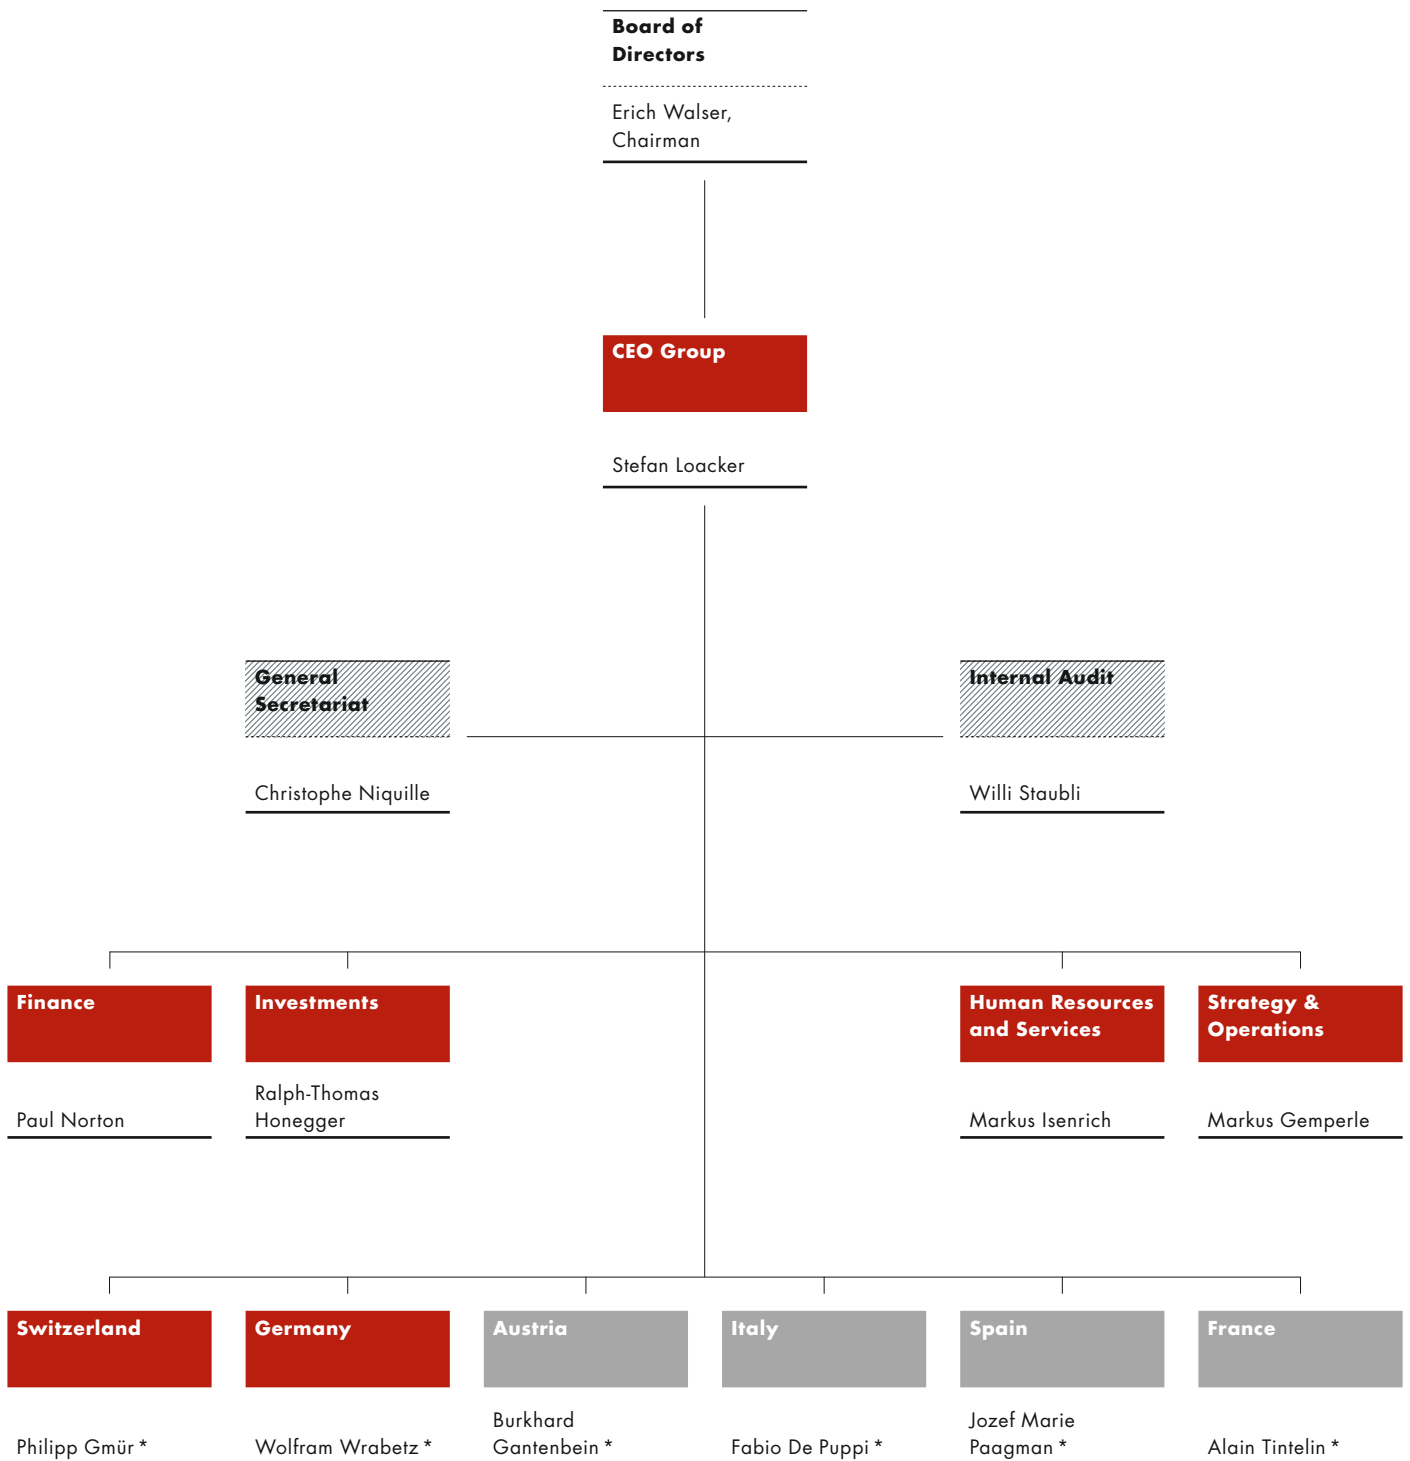 Board of
Directors
Erich Walser,
Chairman
CEO Group
Stefan Loacker
General
Secretariat
Christophe Niquille
Internal Audit
Willi Staubli
Finance
Paul Norton
Investments
Ralph-Thomas
Honegger
Human Resources
and Services
Markus Isenrich
Strategy &
Operations
Markus Gemperle
Switzerland
Philipp Gmür *
Germany
Wolfram Wrabetz *
Austria
Burkhard
Gantenbein *
Italy
Fabio De Puppi *
Spain
Jozef Marie
Paagman *
France
Alain Tintelin *